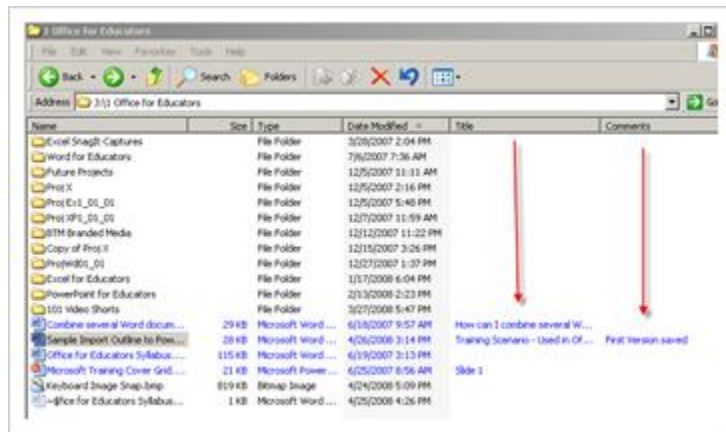 J Office for Educators
File Edit View Favorites Tools Help
Back Search Folders
Address J:\J Office for Educators Go
Name Size Type Date Modified Title Comments
Excel SnagIt Captures File Folder 3/28/2007 2:04 PM
Word for Educators File Folder 7/6/2007 7:36 AM
Future Projects File Folder 12/5/2007 11:11 AM
Proj X File Folder 12/5/2007 2:16 PM
Proj Ex1_01_01 File Folder 12/5/2007 5:48 PM
Proj XP1_01_01 File Folder 12/7/2007 11:59 AM
BTM Branded Media File Folder 12/12/2007 11:22 PM
Copy of Proj X File Folder 12/15/2007 3:26 PM
ProjWd01_01 File Folder 12/27/2007 1:37 PM
Excel for Educators File Folder 1/17/2008 6:04 PM
PowerPoint for Educators File Folder 2/13/2008 2:23 PM
101 Video Shorts File Folder 3/27/2008 5:47 PM
Combine several Word docum... 29 KB Microsoft Word ... 6/18/2007 9:57 AM How can I combine several W...
Sample Import Outline to Pow... 28 KB Microsoft Word ... 4/26/2008 3:14 PM Training Scenario - Used in Of... First Version saved
Office for Educators Syllabus... 115 KB Microsoft Word ... 6/19/2007 3:13 PM
Microsoft Training Cover Grid.... 21 KB Microsoft Power... 6/25/2007 8:56 AM Slide 1
Keyboard Image Snap.bmp 819 KB Bitmap Image 4/24/2008 5:09 PM
~$fice for Educators Syllabus... 1 KB Microsoft Word ... 4/25/2008 4:26 PM